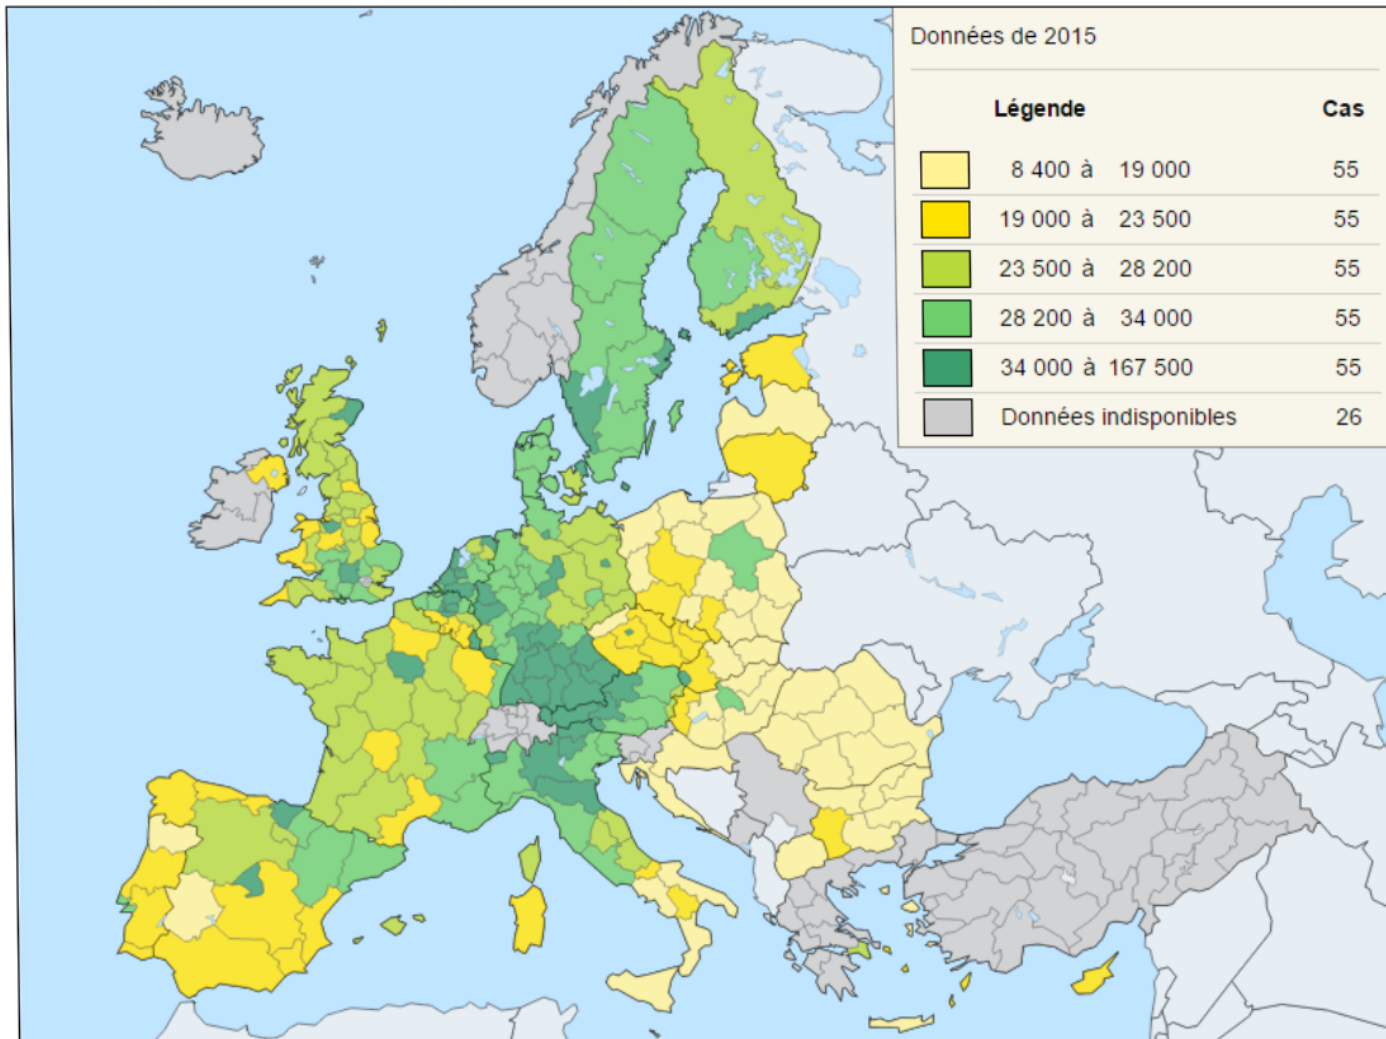 Données de 2015
Légende Cas
8 400 à 19 000 55
19 000 à 23 500 55
23 500 à 28 200 55
28 200 à 34 000 55
34 000 à 167 500 55
Données indisponibles 26